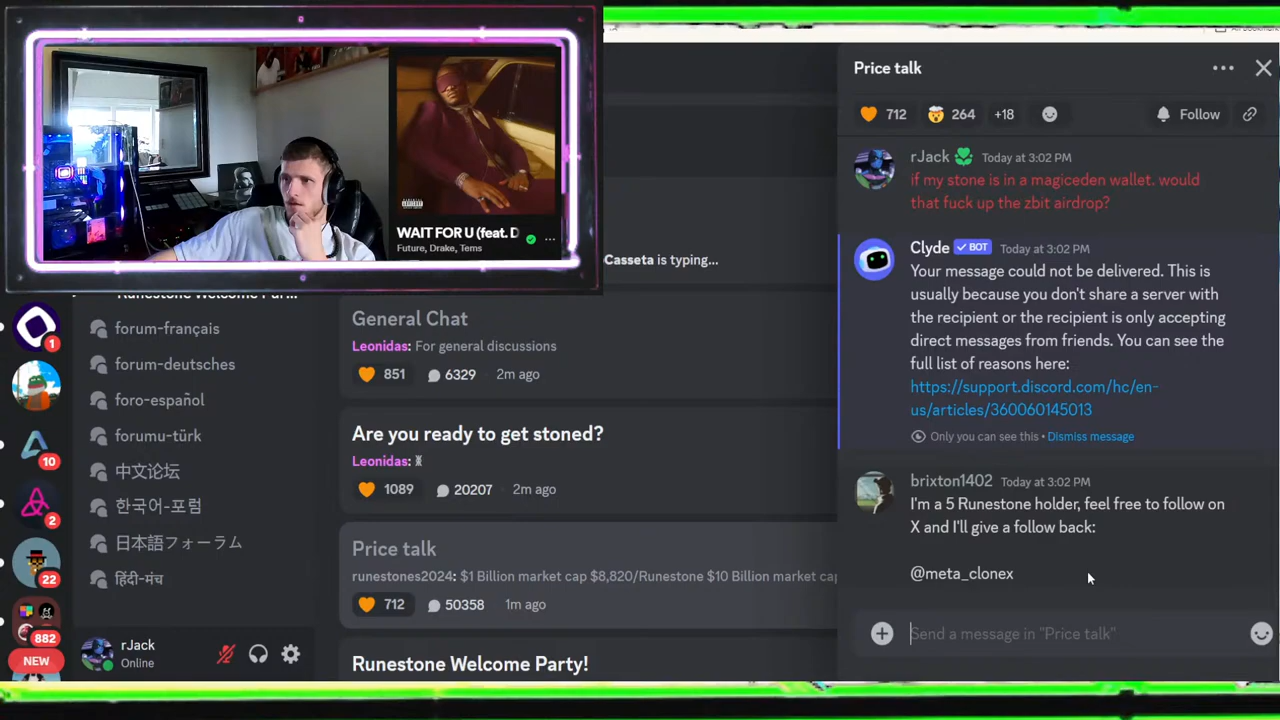 WAIT FOR U (feat. D
Future, Drake, Tems
Casseta is typing...
1
10
2
22
882
NEW
forum-français
forum-deutsches
foro-español
forumu-türk
中文论坛
한국어-포럼
日本語フォーラム
हिंदी-मंच
rJack
Online
General Chat
Leonidas: For general discussions
851 6329 2m ago
Are you ready to get stoned?
Leonidas:
1089 20207 2m ago
Price talk
runestones2024: $1 Billion market cap $8,820/Runestone $10 Billion market cap
712 50358 1m ago
Runestone Welcome Party!
Price talk
712 264 +18 Follow
rJack Today at 3:02 PM
if my stone is in a magiceden wallet. would
that fuck up the zbit airdrop?
Clyde BOT Today at 3:02 PM
Your message could not be delivered. This is
usually because you don't share a server with
the recipient or the recipient is only accepting
direct messages from friends. You can see the
full list of reasons here:
https://support.discord.com/hc/en-
us/articles/360060145013
Only you can see this • Dismiss message
brixton1402 Today at 3:02 PM
I'm a 5 Runestone holder, feel free to follow on
X and I'll give a follow back:
@meta_clonex
Send a message in "Price talk"